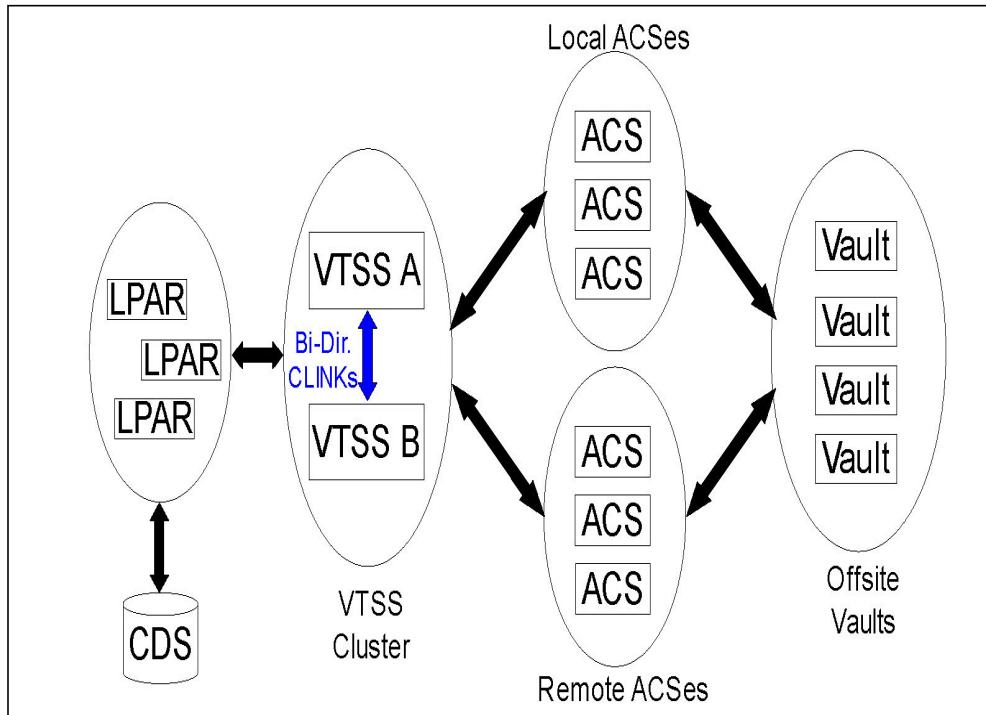 Local ACSes
ACS
ACS
ACS
LPAR
LPAR
LPAR
CDS
VTSS A
Bi-Dir.
CLINKs
VTSS B
VTSS
Cluster
ACS
ACS
ACS
Remote ACSes
Vault
Vault
Vault
Vault
Offsite
Vaults